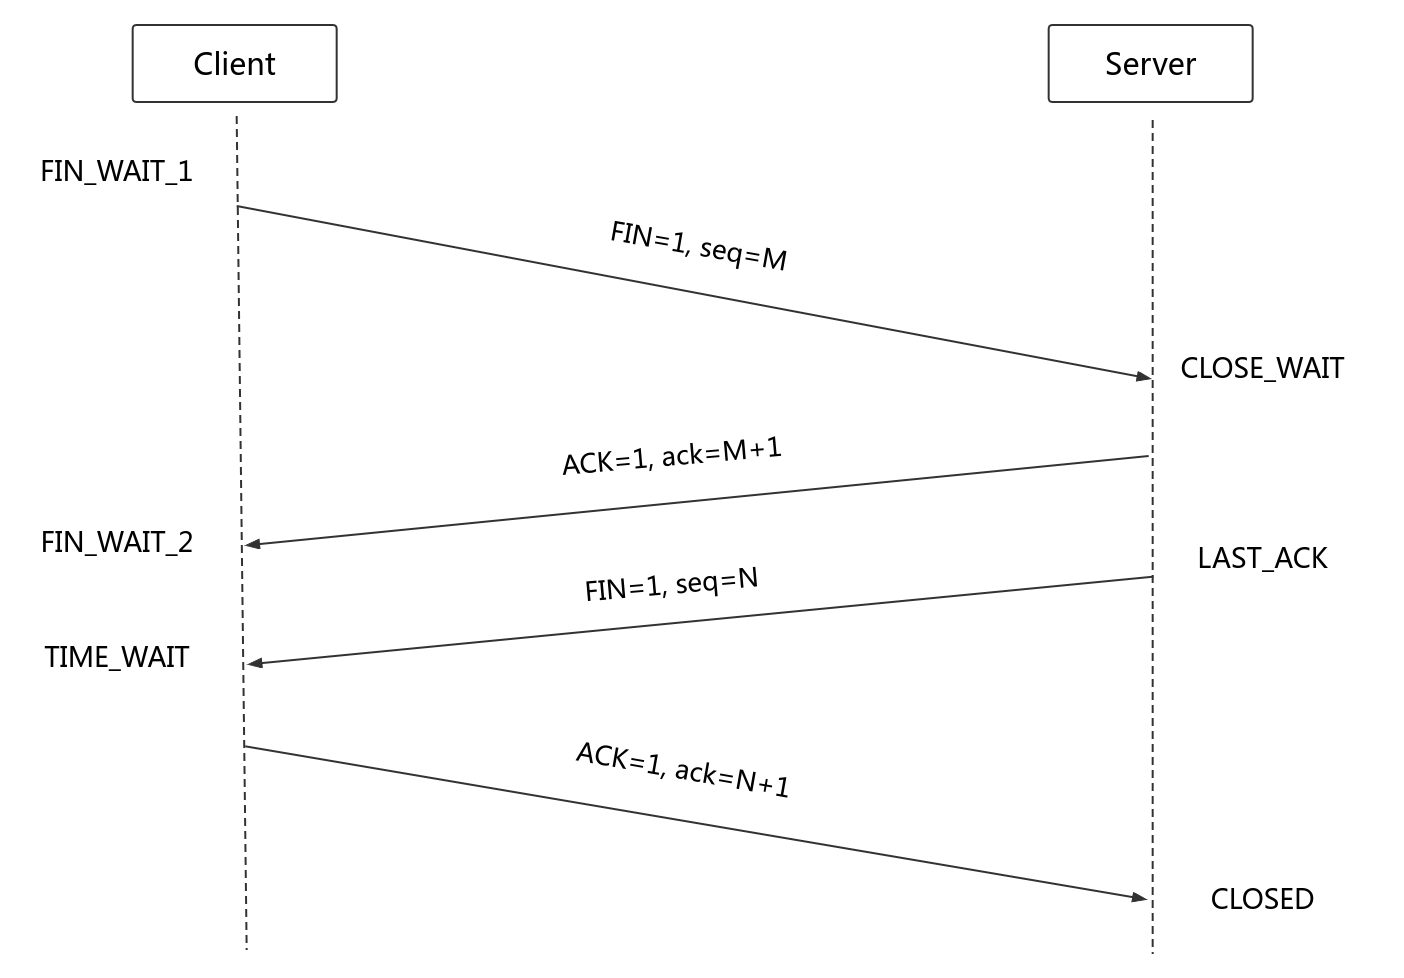 Client
Server
FIN_WAIT_1
FIN=1, seq=M
CLOSE_WAIT
ACK=1, ack=M+1
FIN_WAIT_2
LAST_ACK
FIN=1, seq=N
TIME_WAIT
ACK=1, ack=N+1
CLOSED